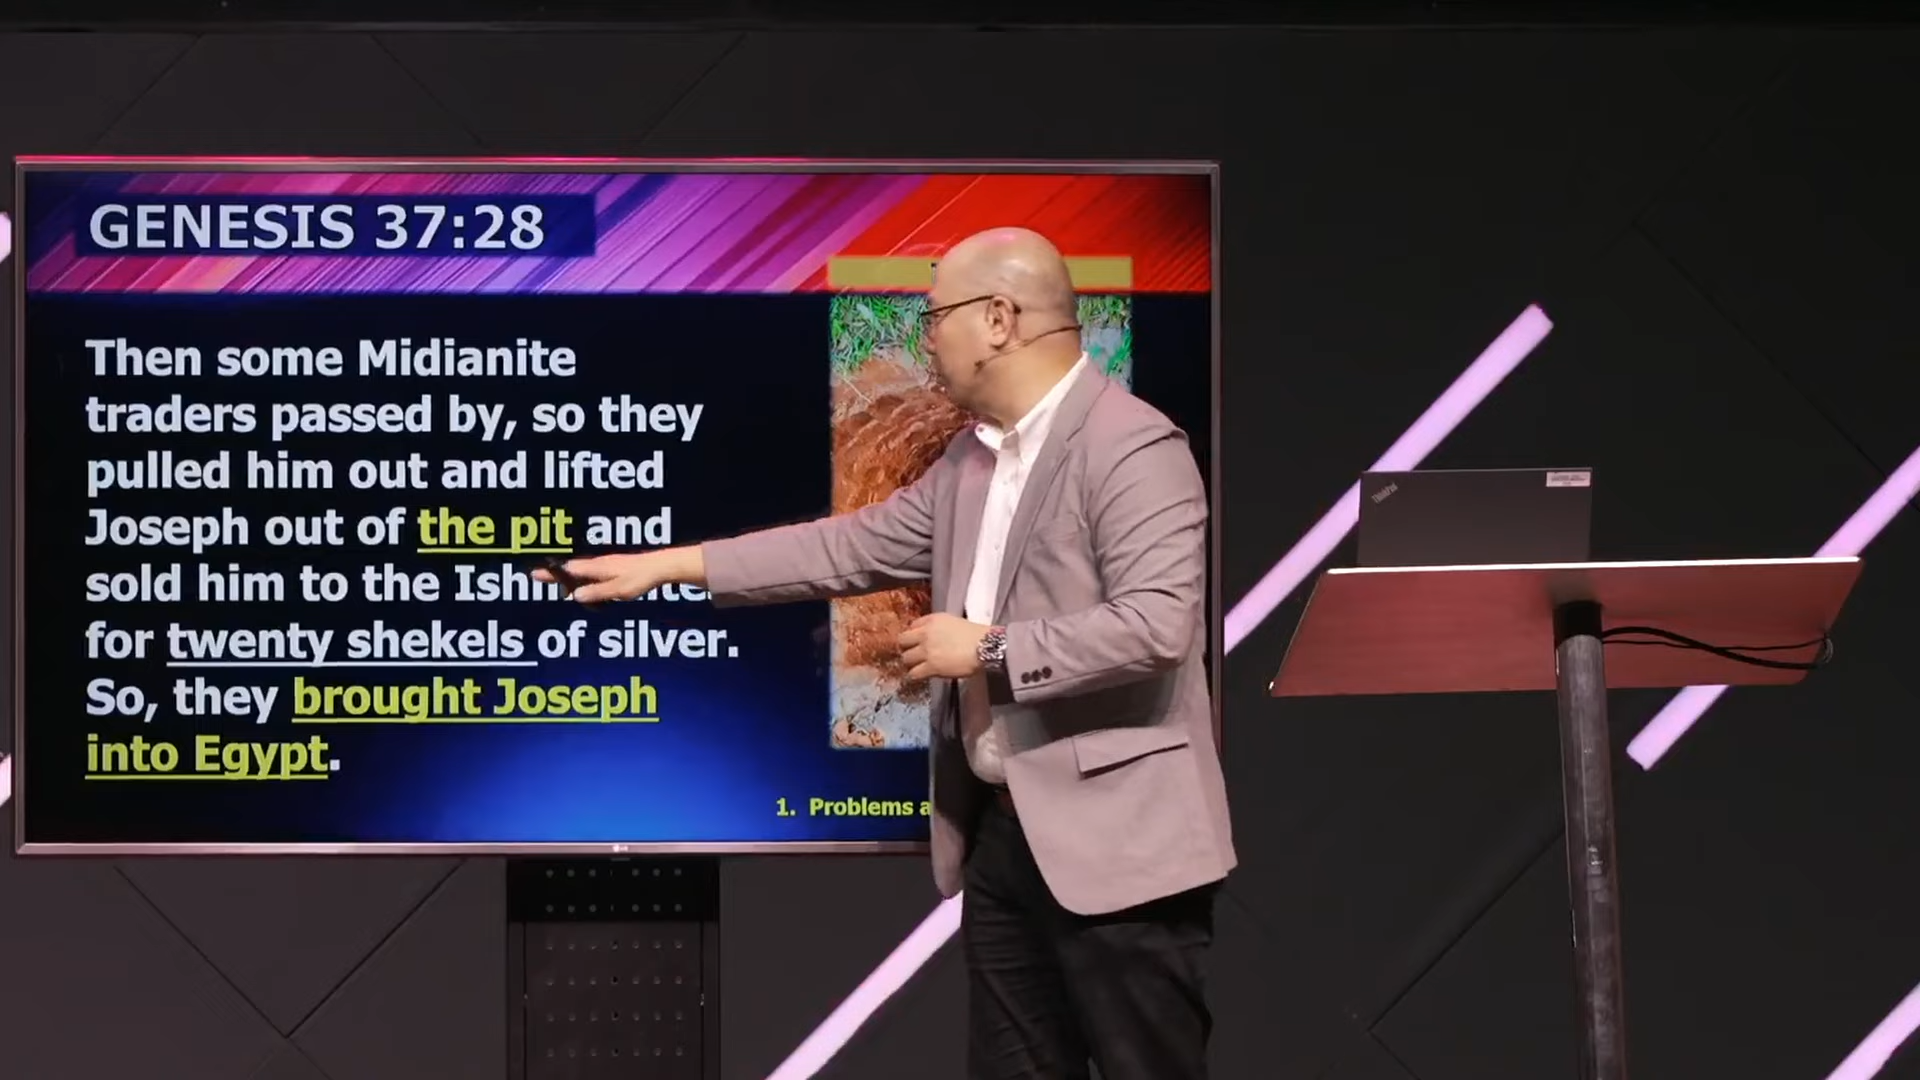 GENESIS 37:28
Then some Midianite
traders passed by, so they
pulled him out and lifted
Joseph out of the pit and
sold him to the
for twenty shekels of silver.
So, they brought Joseph
into Egypt.
1. Problems
LG
ThinkPad